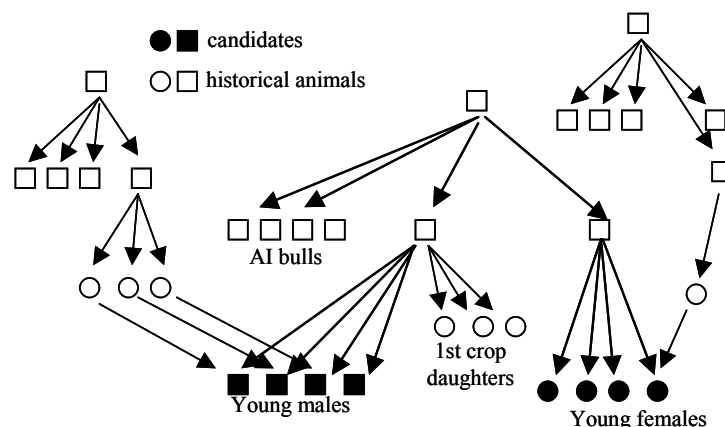 candidates
historical animals
AI bulls
1st crop
daughters
Young males
Young females